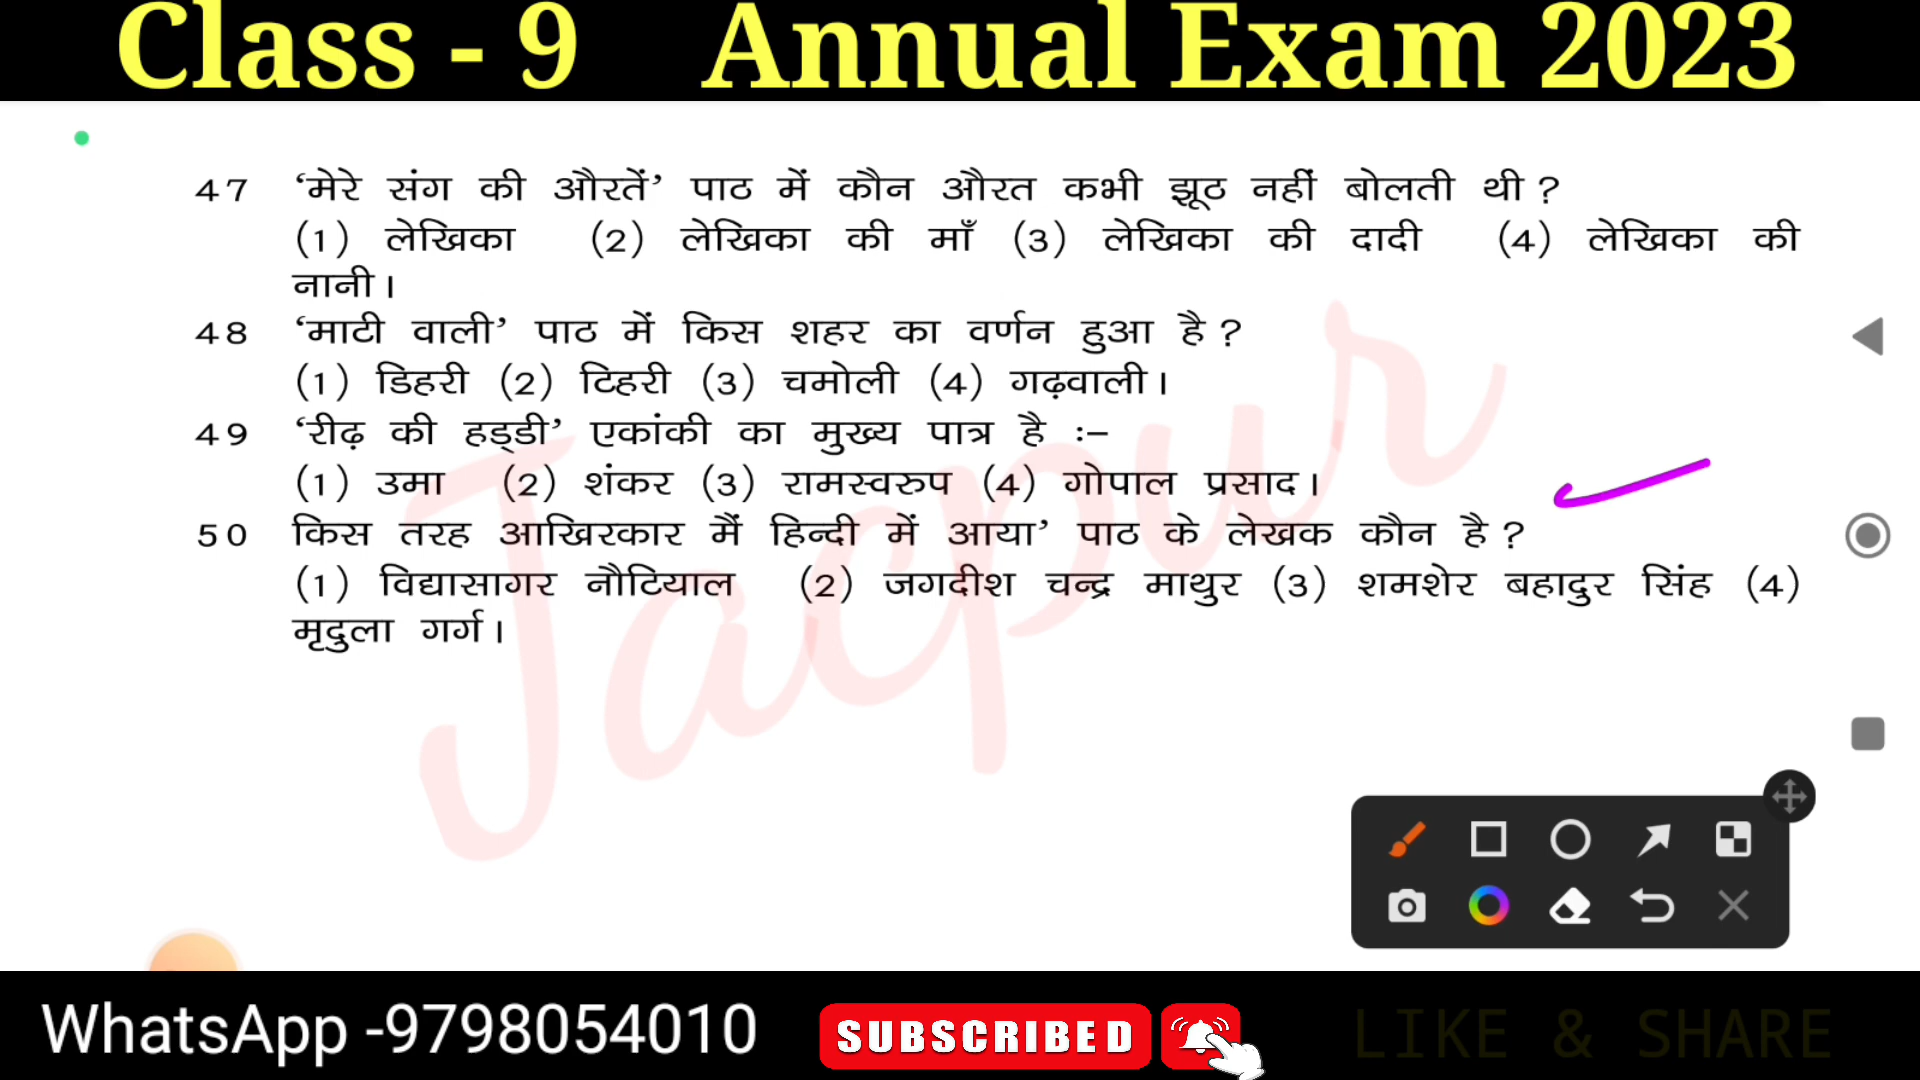 Class - 9 Annual Exam 2023
47 ‘मेरे संग की औरतें’ पाठ में कौन औरत कभी झूठ नहीं बोलती थी ?
(1) लेखिका (2) लेखिका की माँ (3) लेखिका की दादी (4) लेखिका की
नानी।
48 ‘माटी वाली’ पाठ में किस शहर का वर्णन हुआ है ?
(1) डिहरी (2) टिहरी (3) चमोली (4) गढ़वाली।
49 ‘रीढ़ की हड्डी’ एकांकी का मुख्य पात्र है :–
(1) उमा (2) शंकर (3) रामस्वरुप (4) गोपाल प्रसाद।
50 किस तरह आखिरकार मैं हिन्दी में आया’ पाठ के लेखक कौन है ?
(1) विद्यासागर नौटियाल (2) जगदीश चन्द्र माथुर (3) शमशेर बहादुर सिंह (4)
मृदुला गर्ग।
Jacpur
WhatsApp -9798054010 SUBSCRIBED LIKE & SHARE